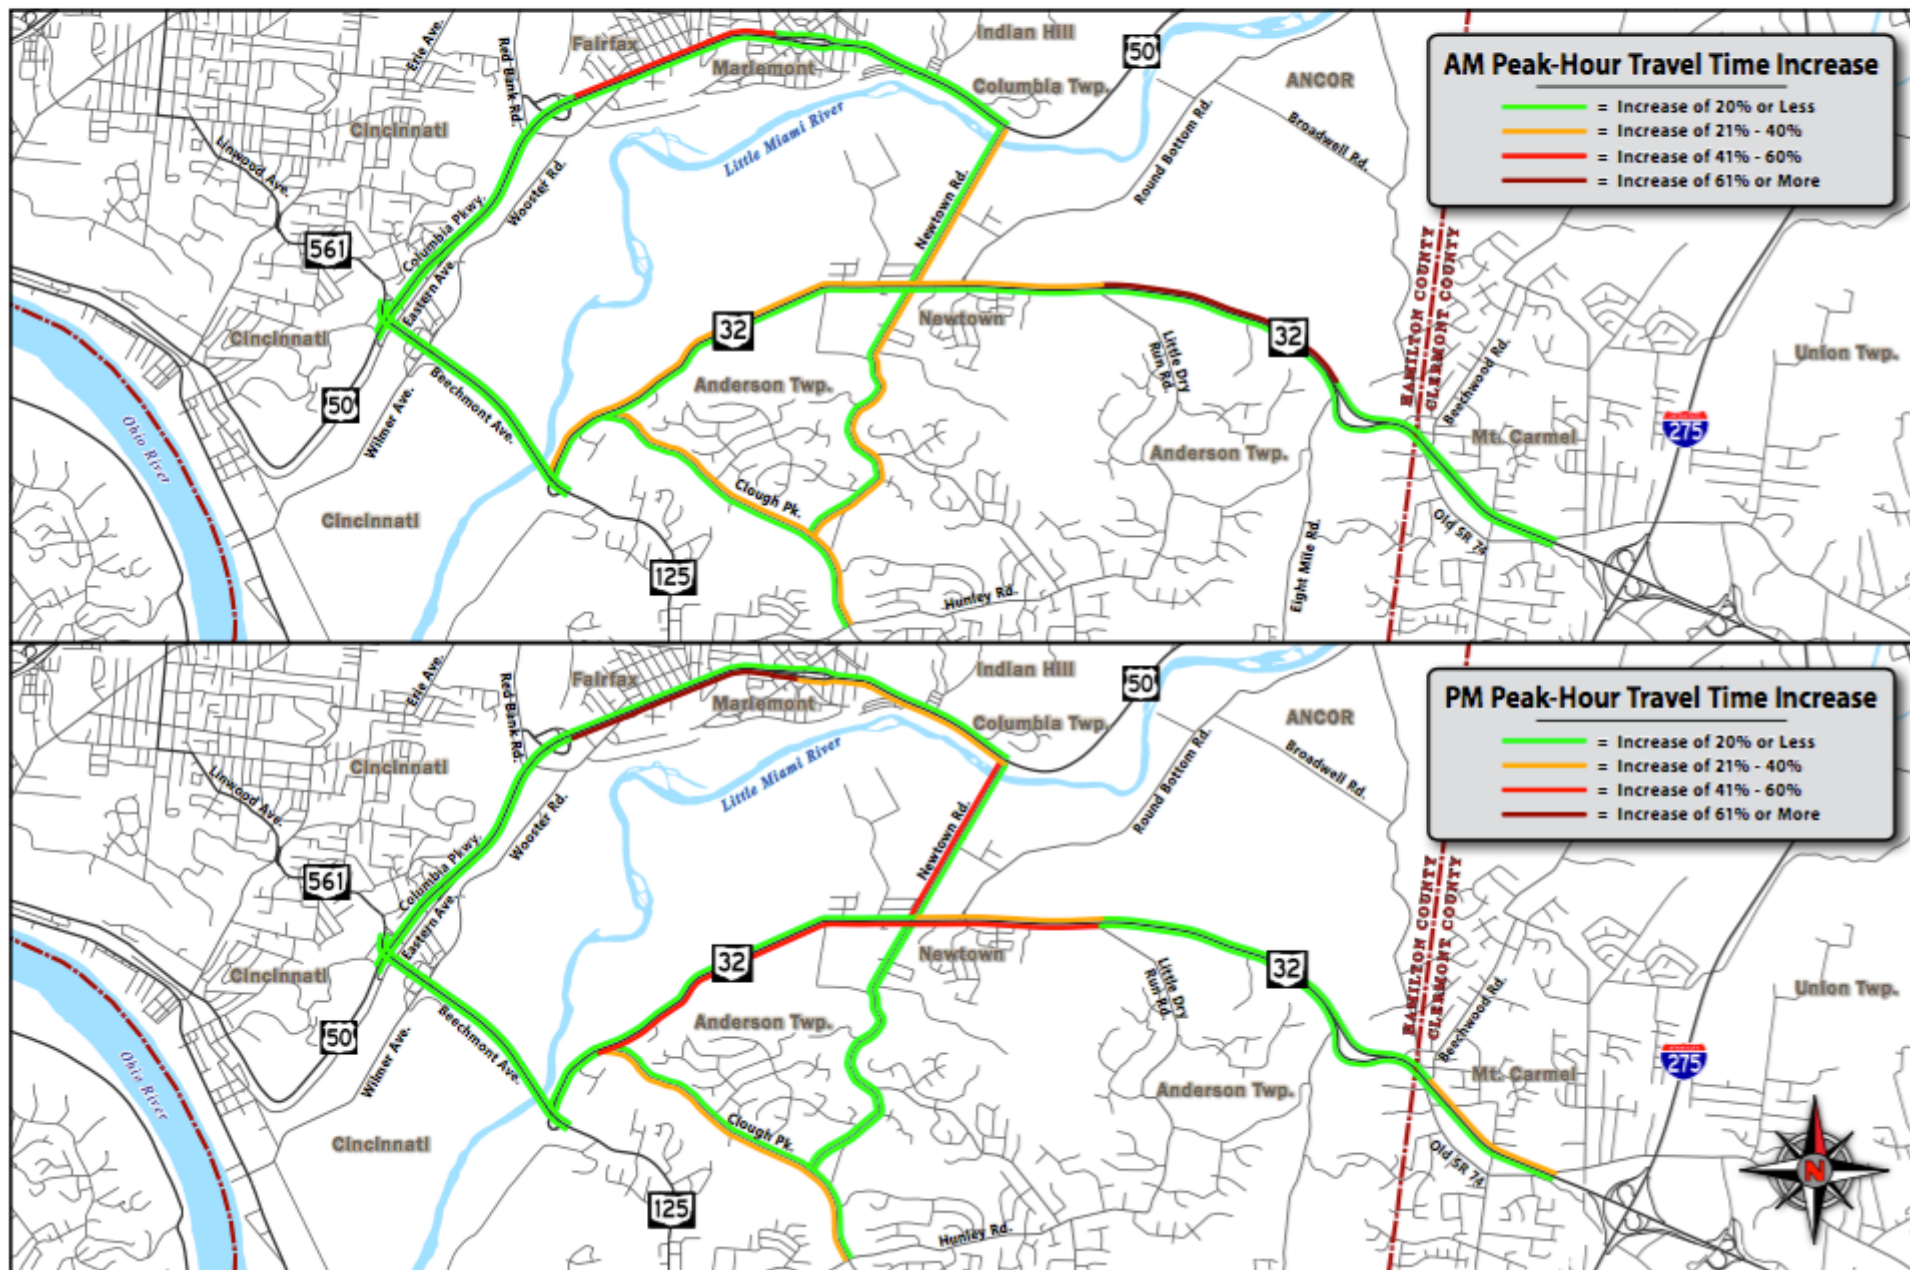 Erie Ave.
Red Bank Rd.
Fairfax
Mariemont
Indian Hill
Columbia Twp.
50
ANCOR
AM Peak-Hour Travel Time Increase
= Increase of 20% or Less
= Increase of 21% - 40%
= Increase of 41% - 60%
= Increase of 61% or More
Cincinnati
Linwood Ave.
Little Miami River
Round Bottom Rd.
Broadwell Rd.
Wooster Rd.
Columbia Pkwy.
Newtown Rd.
561
Eastern Ave.
HAMILTON COUNTY
CLERMONT COUNTY
Cincinnati
32
Newtown
32
Union Twp.
Little Dry
Run Rd.
Beechwood Rd.
Anderson Twp.
50
Beechmont Ave.
Wilmer Ave.
Ohio River
275
Mt. Carmel
Anderson Twp.
Clough Pk.
Cincinnati
Old SR 74
125
Eight Mile Rd.
Hunley Rd.
Erie Ave.
Red Bank Rd.
Fairfax
Mariemont
Indian Hill
Columbia Twp.
50
ANCOR
PM Peak-Hour Travel Time Increase
= Increase of 20% or Less
= Increase of 21% - 40%
= Increase of 41% - 60%
= Increase of 61% or More
Cincinnati
Linwood Ave.
Little Miami River
Round Bottom Rd.
Broadwell Rd.
Wooster Rd.
Columbia Pkwy.
Newtown Rd.
561
Eastern Ave.
HAMILTON COUNTY
CLERMONT COUNTY
Cincinnati
32
Newtown
32
Union Twp.
Little Dry
Run Rd.
Beechwood Rd.
Anderson Twp.
50
Beechmont Ave.
Wilmer Ave.
Ohio River
275
Mt. Carmel
Anderson Twp.
Clough Pk.
Cincinnati
Old SR 74
125
Hunley Rd.
N